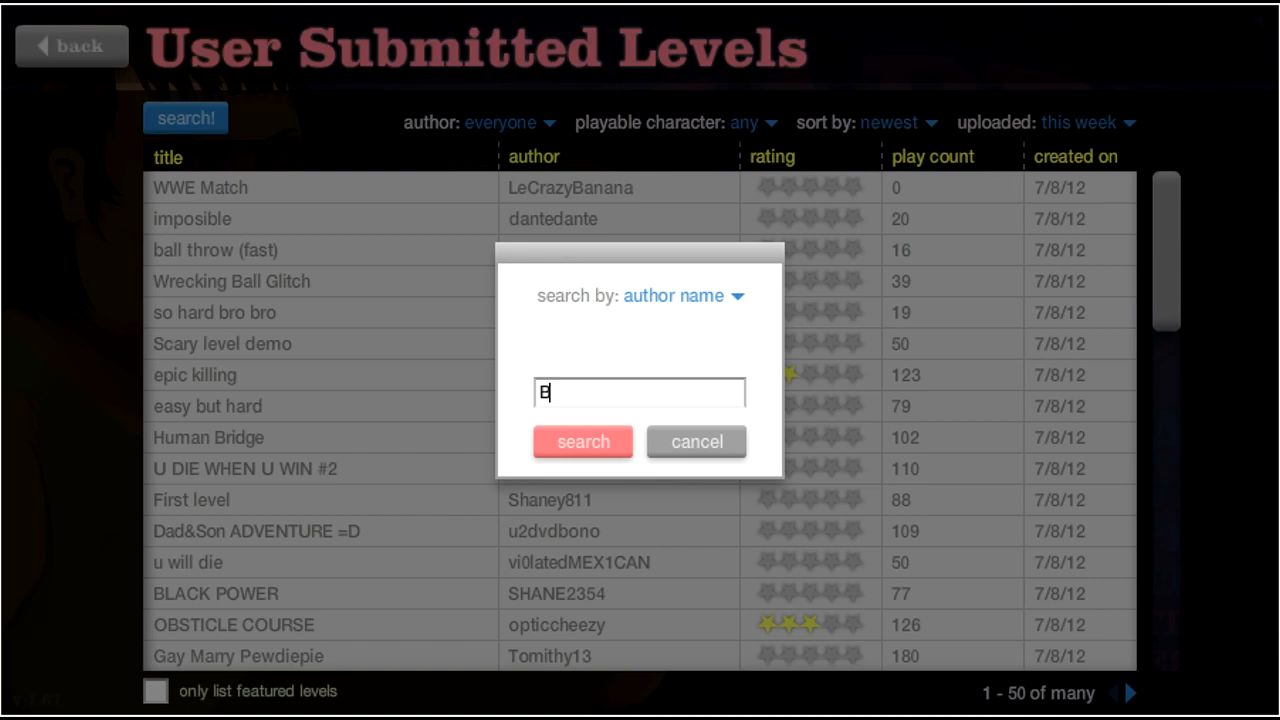 back
User Submitted Levels
search!
author: everyone playable character: any sort by: newest uploaded: this week
title author rating play count created on
WWE Match LeCrazyBanana 0 7/8/12
imposible dantedante 20 7/8/12
ball throw (fast) 16 7/8/12
Wrecking Ball Glitch 39 7/8/12
search by: author name
so hard bro bro 19 7/8/12
Scary level demo 50 7/8/12
epic killing 123 7/8/12
B
easy but hard 79 7/8/12
Human Bridge 102 7/8/12
search cancel
U DIE WHEN U WIN #2 110 7/8/12
First level Shaney811 88 7/8/12
Dad&Son ADVENTURE =D u2dvdbono 109 7/8/12
u will die vi0latedMEX1CAN 50 7/8/12
BLACK POWER SHANE2354 77 7/8/12
OBSTICLE COURSE opticcheezy 126 7/8/12
Gay Marry Pewdiepie Tomithy13 180 7/8/12
only list featured levels 1 - 50 of many